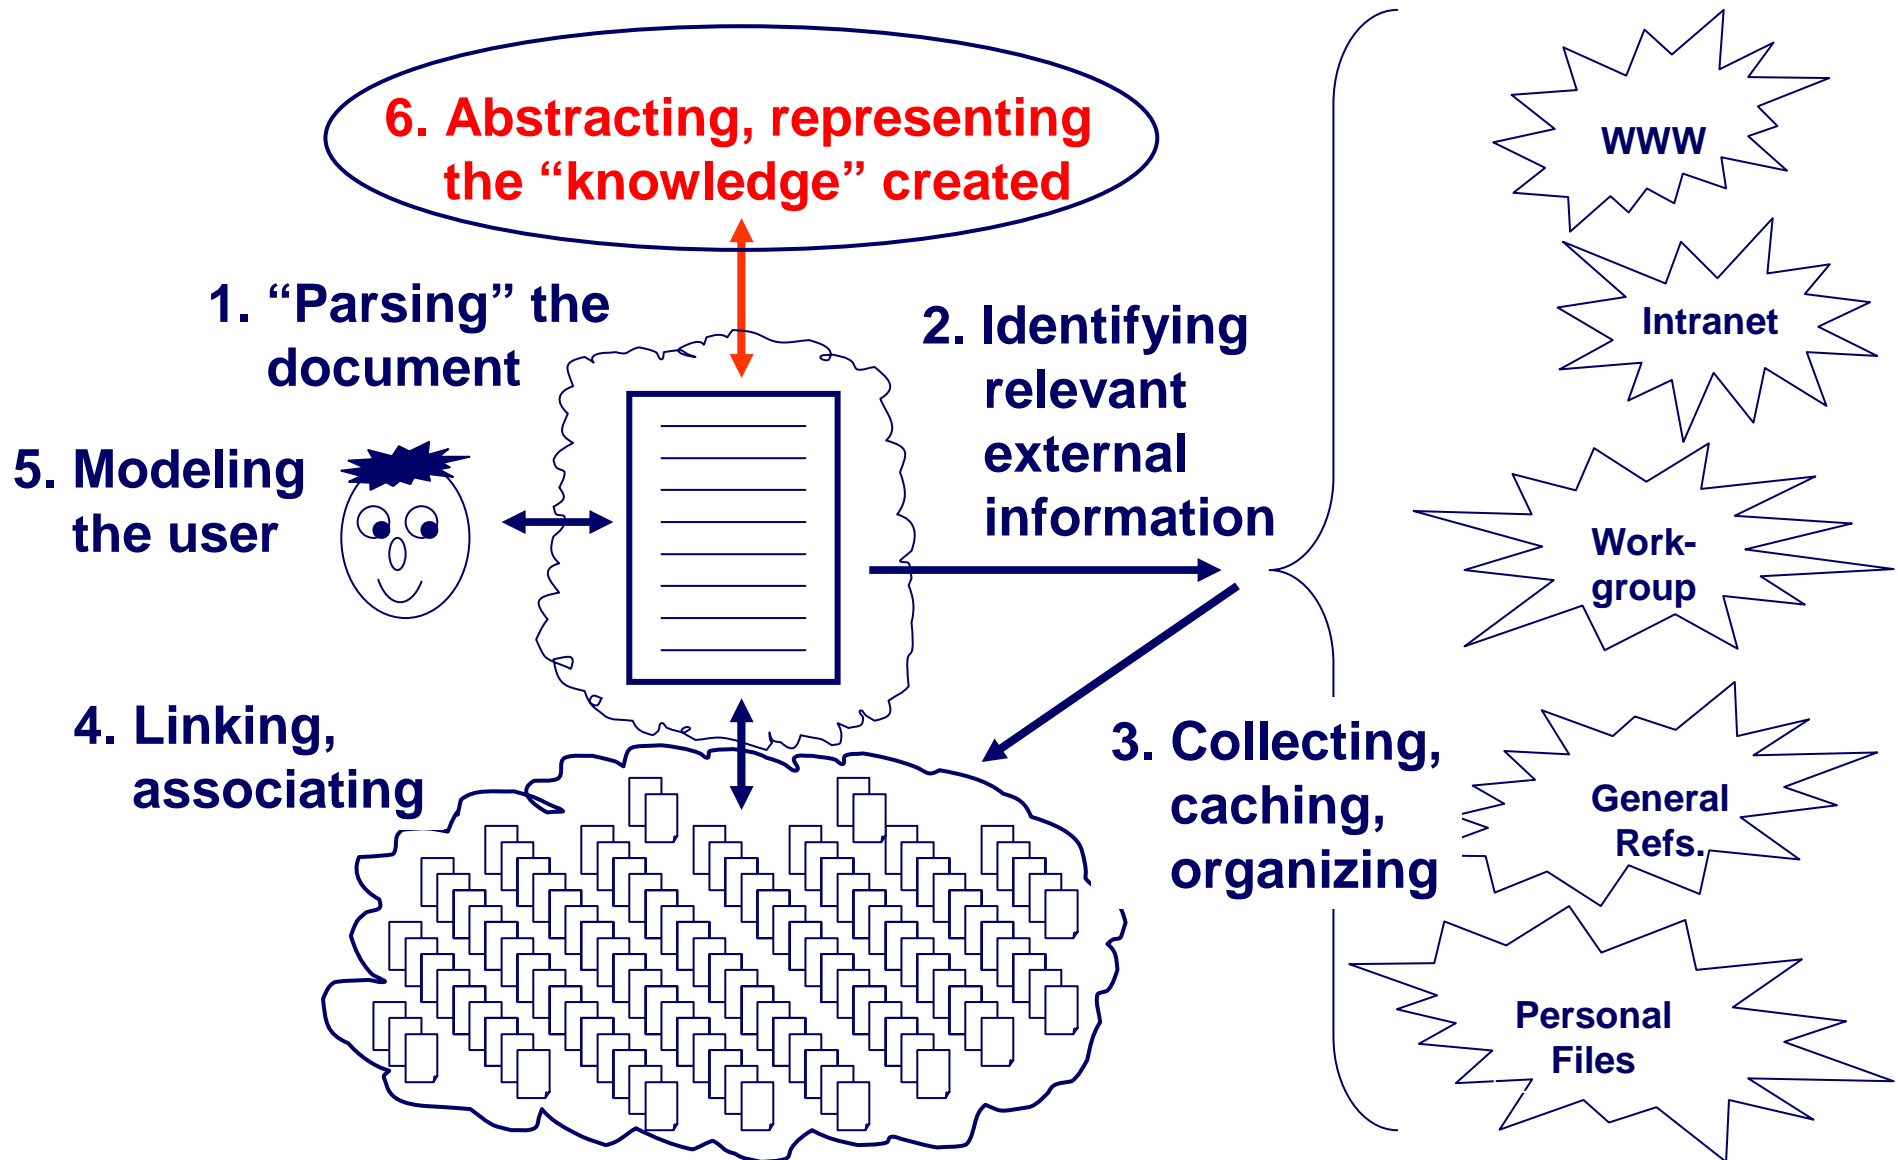 6. Abstracting, representing
the “knowledge” created
1. “Parsing” the
document
2. Identifying
relevant
external
information
5. Modeling
the user
4. Linking,
associating
3. Collecting,
caching,
organizing
WWW
Intranet
Work-
group
General
Refs.
Personal
Files